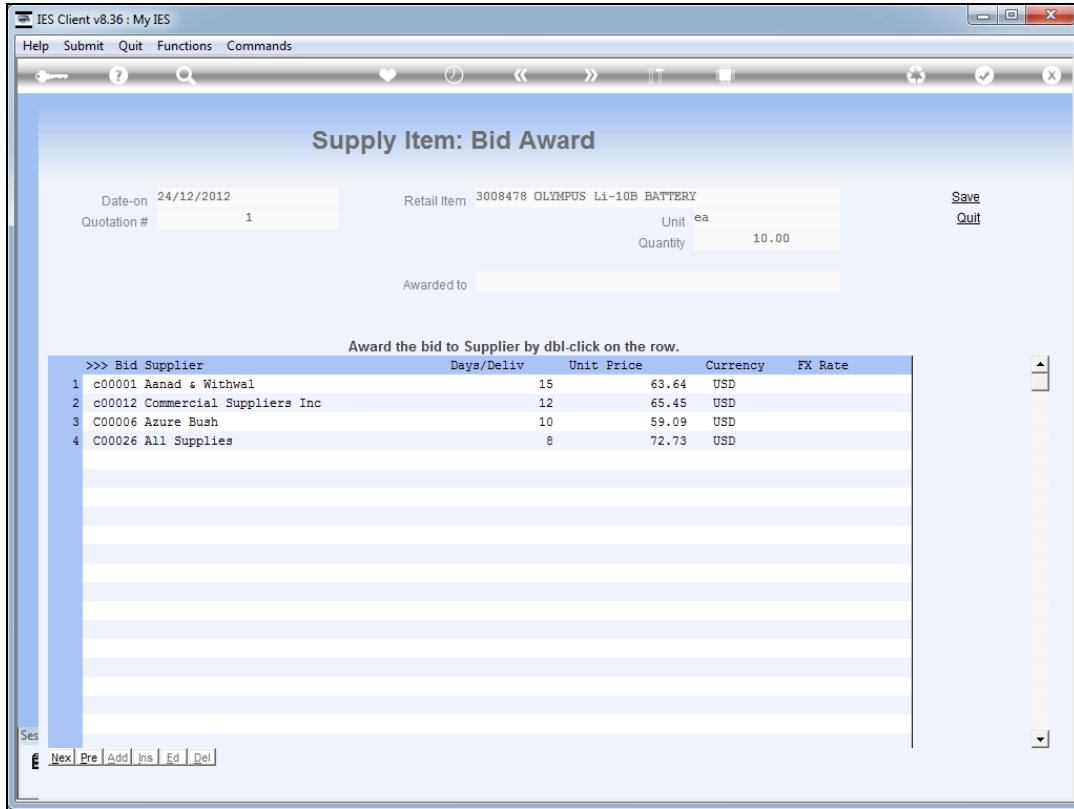 IES Client v8.36 : My IES
Help Submit Quit Functions Commands
Supply Item: Bid Award
Date-on 24/12/2012 Retail Item 3008478 OLYMPUS Li-10B BATTERY Save
Quotation # 1 Unit ea Quit
Quantity 10.00
Awarded to
Award the bid to Supplier by dbl-click on the row.
>>> Bid Supplier Days/Deliv Unit Price Currency FX Rate
1 c00001 Aanad & Withwal 15 63.64 USD
2 c00012 Commercial Suppliers Inc 12 65.45 USD
3 C00006 Azure Bush 10 59.09 USD
4 C00026 All Supplies 8 72.73 USD
Ses
Nex Pre Add Ins Ed Del